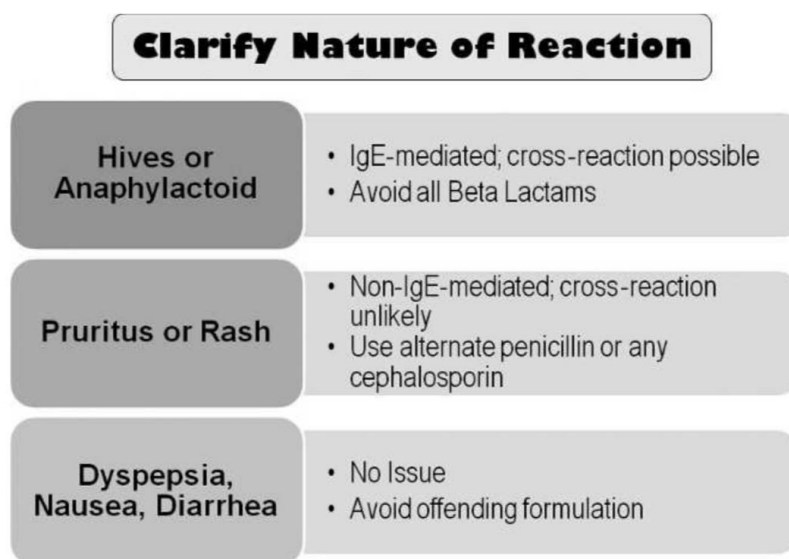 Clarify Nature of Reaction
Hives or
Anaphylactoid
• IgE-mediated; cross-reaction possible
• Avoid all Beta Lactams
Pruritus or Rash
• Non-IgE-mediated; cross-reaction
unlikely
• Use alternate penicillin or any
cephalosporin
Dyspepsia,
Nausea, Diarrhea
• No Issue
• Avoid offending formulation